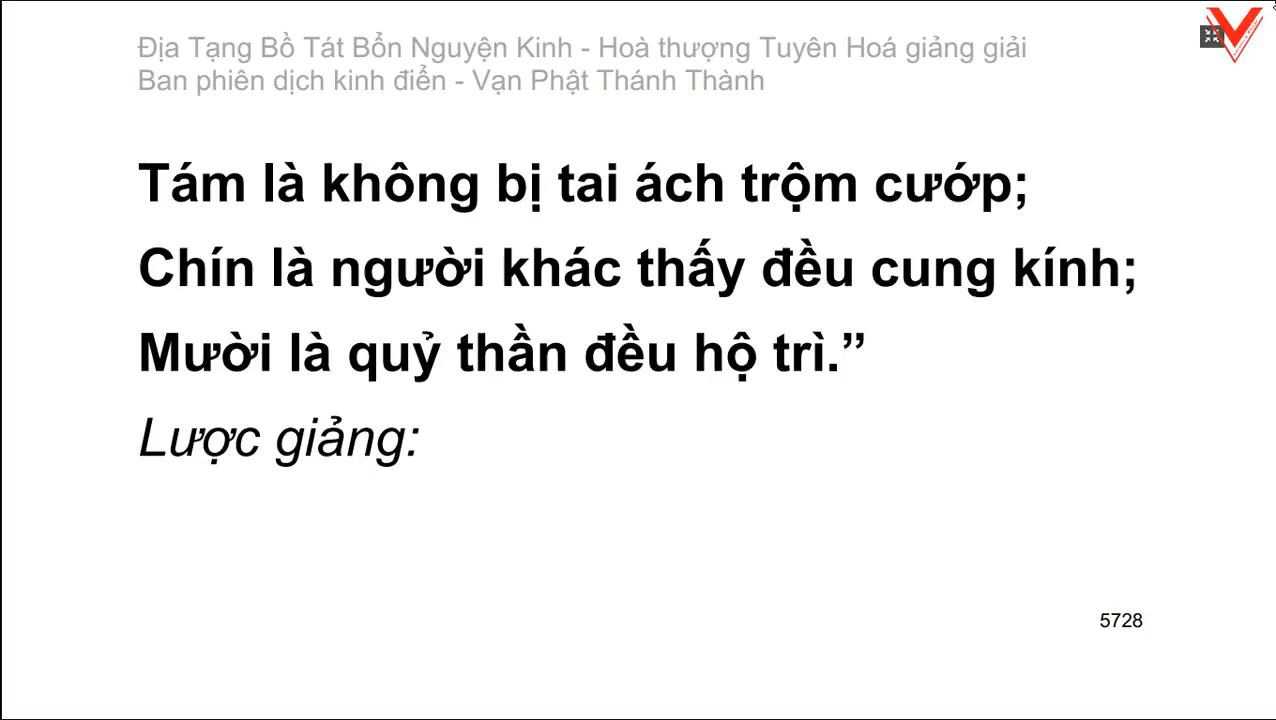 Địa Tạng Bồ Tát Bổn Nguyện Kinh - Hoà thượng Tuyên Hoá giảng giải
Ban phiên dịch kinh điển - Vạn Phật Thánh Thành
Tám là không bị tai ách trộm cướp;
Chín là người khác thấy đều cung kính;
Mười là quỷ thần đều hộ trì.”
Lược giảng:
5728